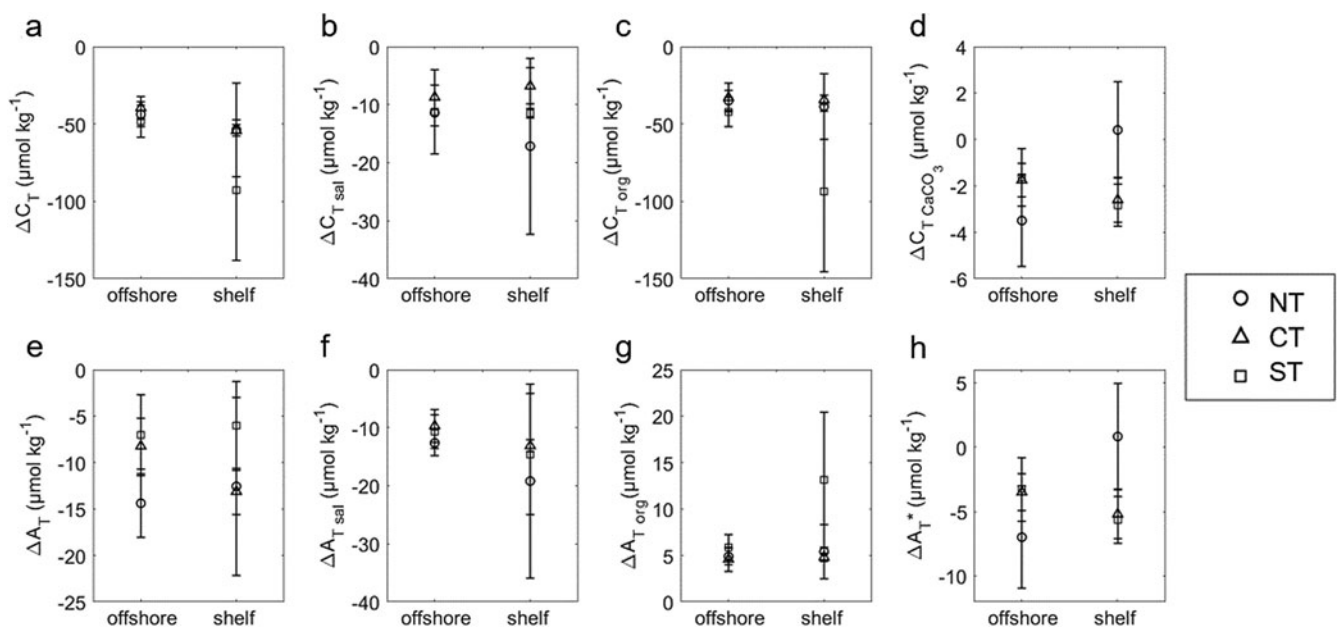 a
ΔC_T (μmol kg⁻¹)
0
-50
-100
-150
offshore shelf
b
ΔC_T sal (μmol kg⁻¹)
0
-10
-20
-30
-40
offshore shelf
c
ΔC_T org (μmol kg⁻¹)
0
-50
-100
-150
offshore shelf
d
ΔC_T CaCO₃ (μmol kg⁻¹)
4
2
0
-2
-4
-6
offshore shelf
NT
CT
ST
e
ΔA_T (μmol kg⁻¹)
0
-5
-10
-15
-20
-25
offshore shelf
f
ΔA_T sal (μmol kg⁻¹)
0
-10
-20
-30
-40
offshore shelf
g
ΔA_T org (μmol kg⁻¹)
25
20
15
10
5
0
offshore shelf
h
ΔA_T* (μmol kg⁻¹)
5
0
-5
-10
offshore shelf